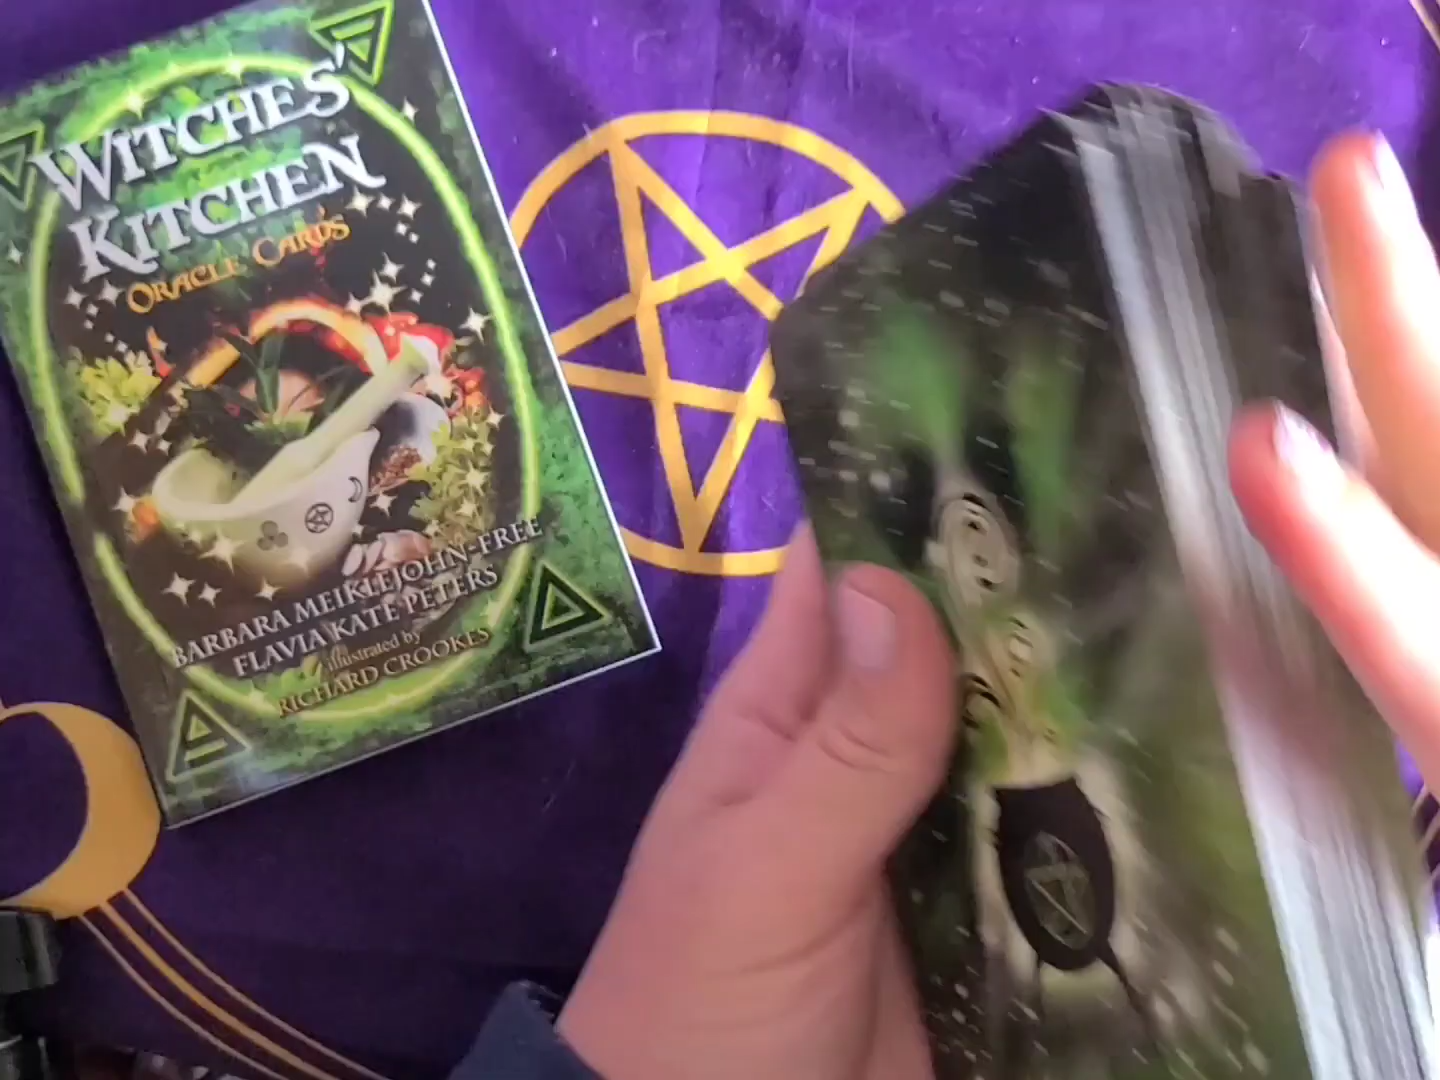 WITCHES'
KITCHEN
ORACLE CARDS
BARBARA MEIKLEJOHN-FREE
FLAVIA KATE PETERS
illustrated by
RICHARD CROOKES